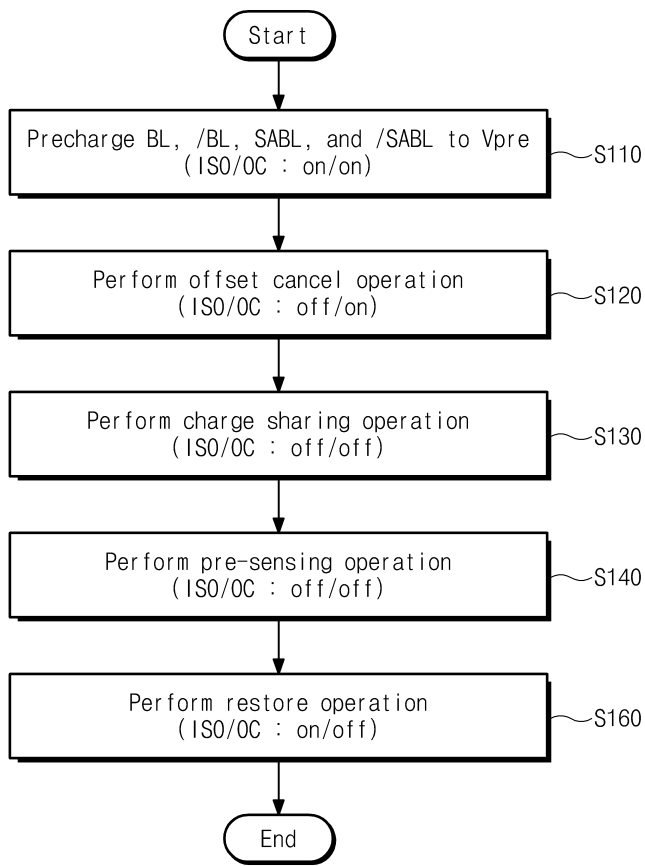 Start
Precharge BL, /BL, SABL, and /SABL to Vpre
(ISO/OC : on/on)
S110
Perform offset cancel operation
(ISO/OC : off/on)
S120
Perform charge sharing operation
(ISO/OC : off/off)
S130
Perform pre-sensing operation
(ISO/OC : off/off)
S140
Perform restore operation
(ISO/OC : on/off)
S160
End